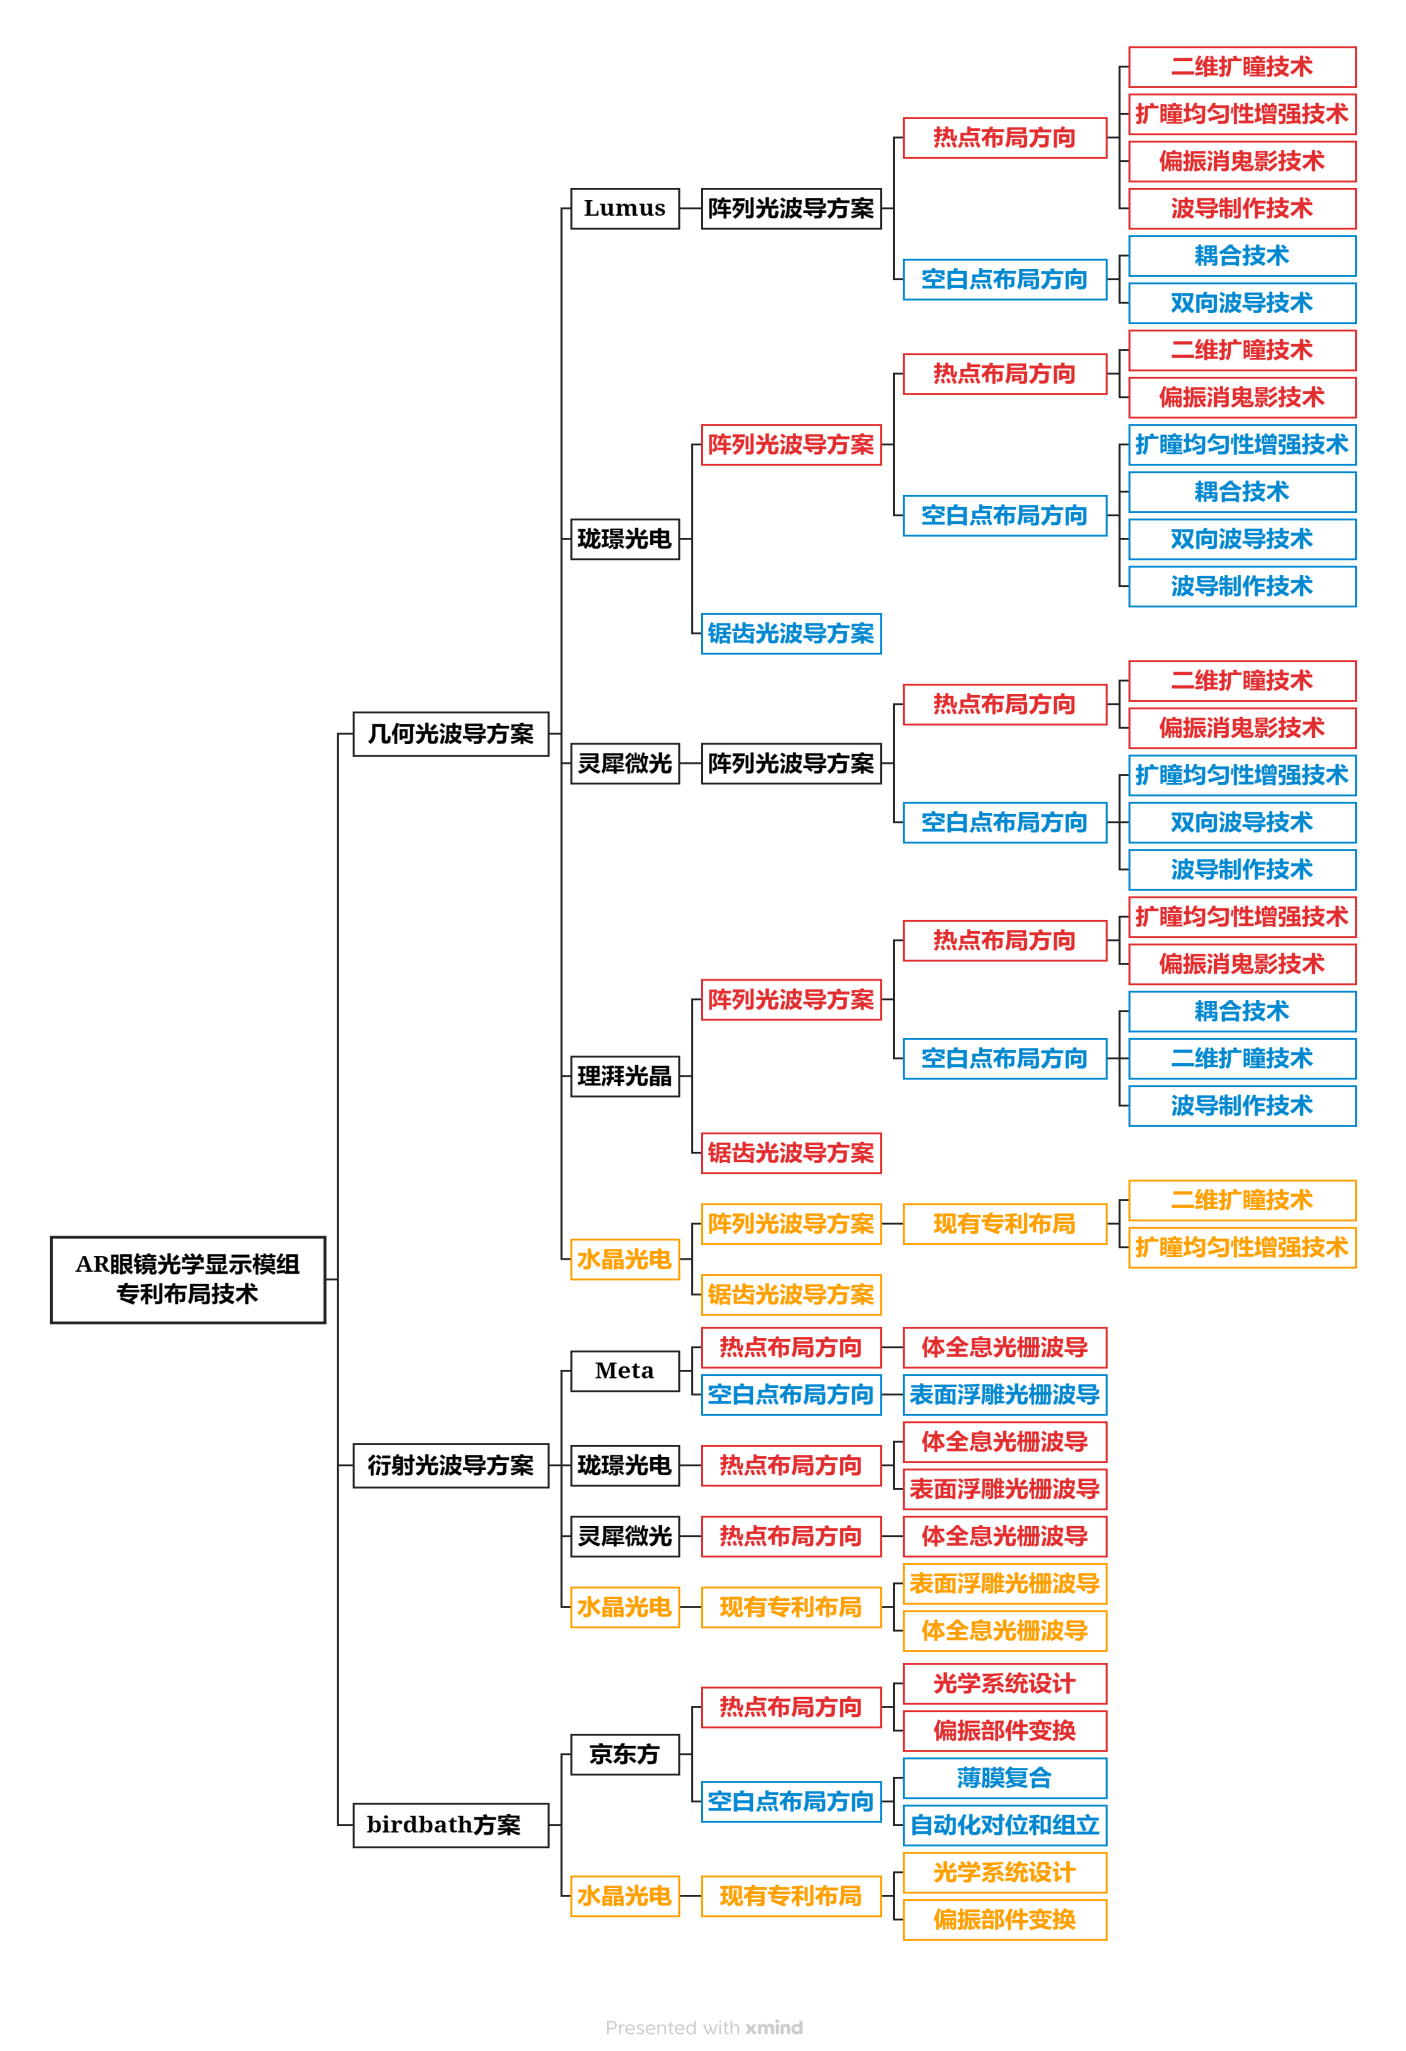 AR眼镜光学显示模组
专利布局技术
几何光波导方案
Lumus
阵列光波导方案
热点布局方向
二维扩瞳技术
扩瞳均匀性增强技术
偏振消鬼影技术
波导制作技术
空白点布局方向
耦合技术
双向波导技术
珑璟光电
阵列光波导方案
热点布局方向
二维扩瞳技术
偏振消鬼影技术
空白点布局方向
扩瞳均匀性增强技术
耦合技术
双向波导技术
波导制作技术
锯齿光波导方案
灵犀微光
阵列光波导方案
热点布局方向
二维扩瞳技术
偏振消鬼影技术
空白点布局方向
扩瞳均匀性增强技术
双向波导技术
波导制作技术
理湃光晶
阵列光波导方案
热点布局方向
扩瞳均匀性增强技术
偏振消鬼影技术
空白点布局方向
耦合技术
二维扩瞳技术
波导制作技术
锯齿光波导方案
水晶光电
阵列光波导方案
现有专利布局
二维扩瞳技术
扩瞳均匀性增强技术
锯齿光波导方案
衍射光波导方案
Meta
热点布局方向
体全息光栅波导
空白点布局方向
表面浮雕光栅波导
珑璟光电
热点布局方向
体全息光栅波导
表面浮雕光栅波导
灵犀微光
热点布局方向
体全息光栅波导
水晶光电
现有专利布局
表面浮雕光栅波导
体全息光栅波导
birdbath方案
京东方
热点布局方向
光学系统设计
偏振部件变换
空白点布局方向
薄膜复合
自动化对位和组立
水晶光电
现有专利布局
光学系统设计
偏振部件变换
Presented with xmind